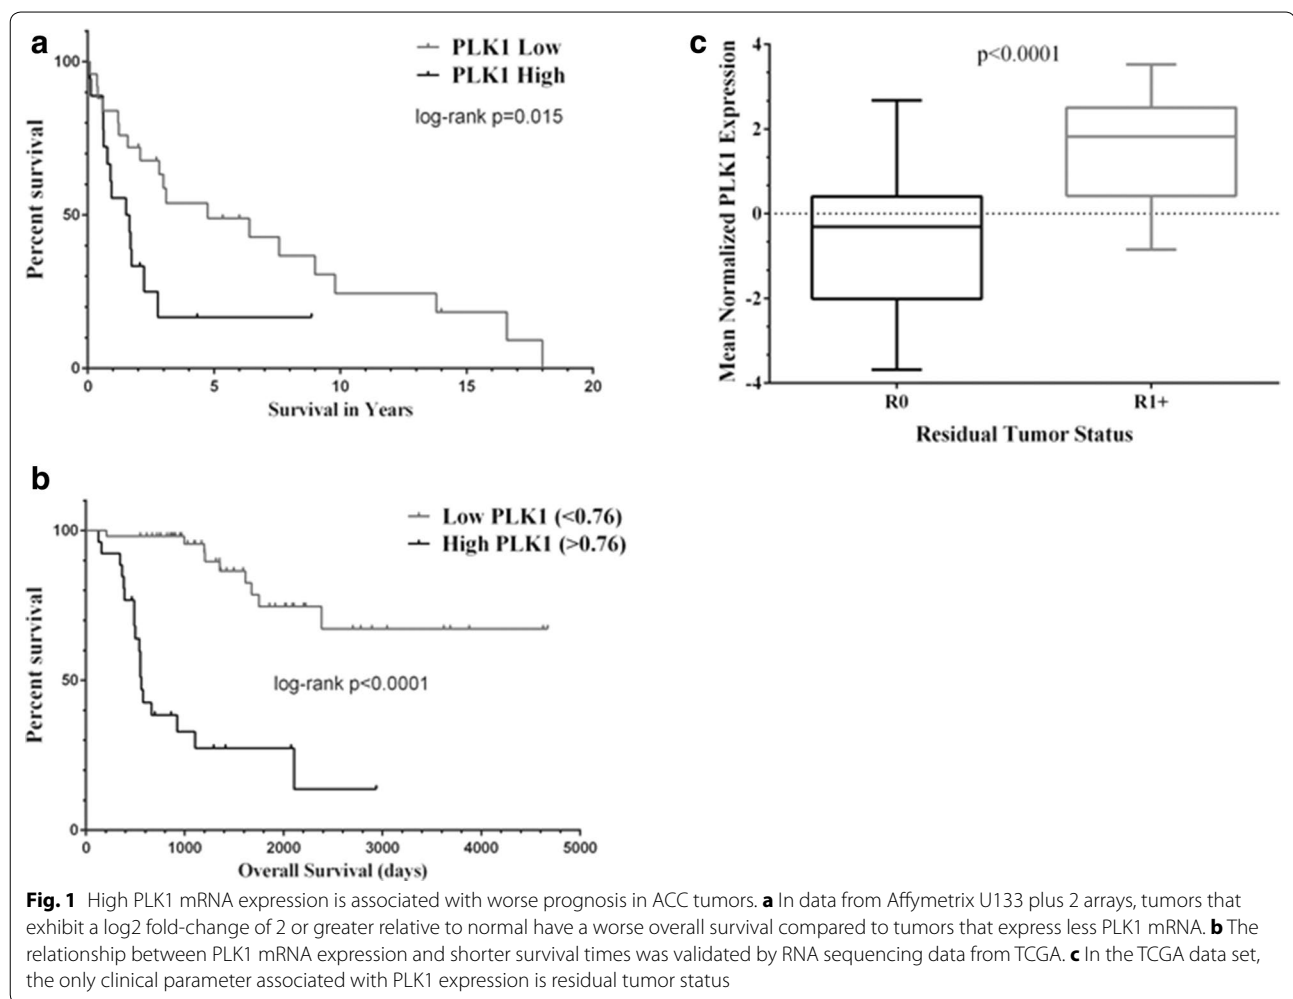 a
PLK1 Low
PLK1 High
log-rank p=0.015
Percent survival
100
50
0
0 5 10 15 20
Survival in Years
c
p<0.0001
Mean Normalized PLK1 Expression
4
2
0
-2
-4
R0 R1+
Residual Tumor Status
b
Low PLK1 (<0.76)
High PLK1 (>0.76)
log-rank p<0.0001
Percent survival
100
50
0
0 1000 2000 3000 4000 5000
Overall Survival (days)
Fig. 1 High PLK1 mRNA expression is associated with worse prognosis in ACC tumors. a In data from Affymetrix U133 plus 2 arrays, tumors that
exhibit a log2 fold-change of 2 or greater relative to normal have a worse overall survival compared to tumors that express less PLK1 mRNA. b The
relationship between PLK1 mRNA expression and shorter survival times was validated by RNA sequencing data from TCGA. c In the TCGA data set,
the only clinical parameter associated with PLK1 expression is residual tumor status